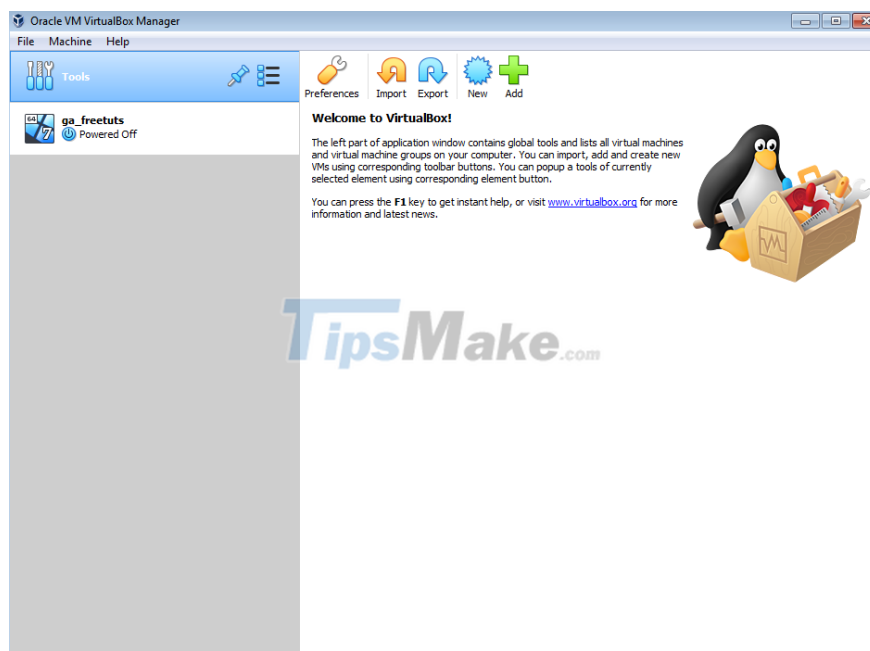 Oracle VM VirtualBox Manager
File Machine Help
Tools
Preferences Import Export New Add
64 7 ga_freetuts
Powered Off
Welcome to VirtualBox!
The left part of application window contains global tools and lists all virtual machines
and virtual machine groups on your computer. You can import, add and create new
VMs using corresponding toolbar buttons. You can popup a tools of currently
selected element using corresponding element button.
You can press the F1 key to get instant help, or visit www.virtualbox.org for more
information and latest news.
TipsMake.com